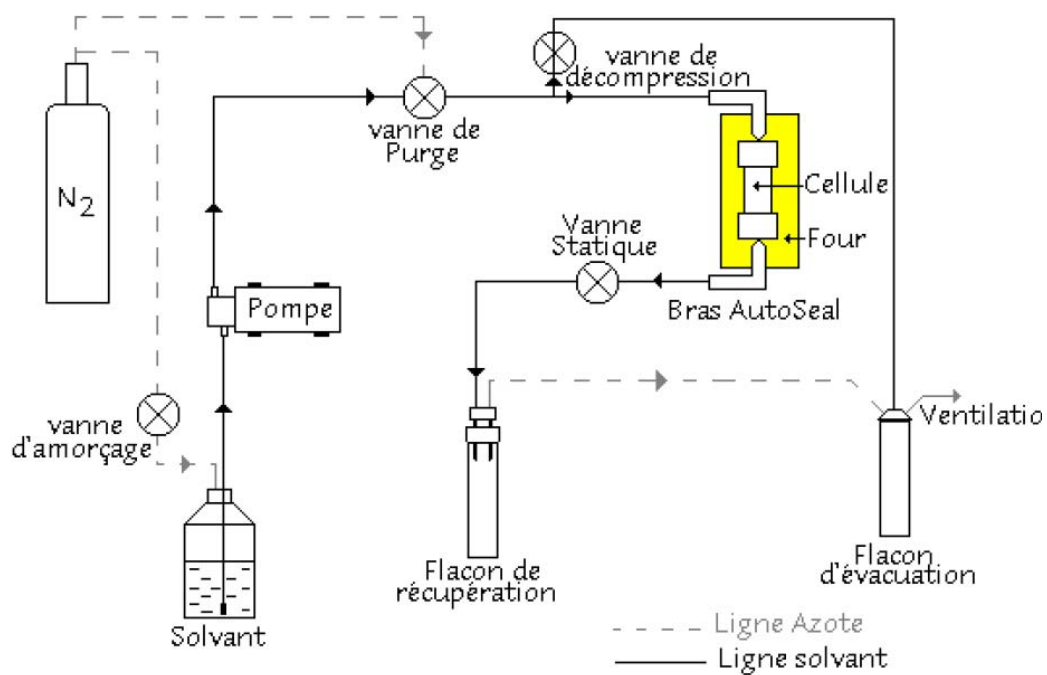 vanne de
décompression
vanne de
Purge
N2
Cellule
Vanne
Statique
Four
Pompe
Bras AutoSeal
vanne
d'amorçage
Ventilatio
Flacon de
récupération
Flacon
d'évacuation
Solvant
Ligne Azote
Ligne solvant